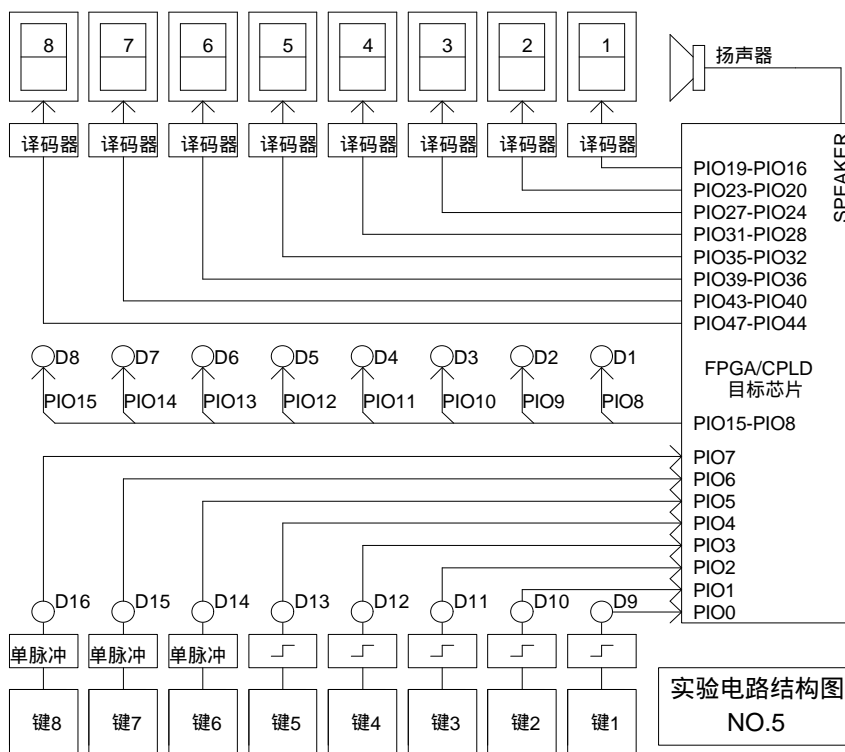 8 7 6 5 4 3 2 1
扬声器
译码器 译码器 译码器 译码器 译码器 译码器 译码器 译码器
SPEAKER
PIO19-PIO16
PIO23-PIO20
PIO27-PIO24
PIO31-PIO28
PIO35-PIO32
PIO39-PIO36
PIO43-PIO40
PIO47-PIO44
D8 D7 D6 D5 D4 D3 D2 D1
FPGA/CPLD
目标芯片
PIO15 PIO14 PIO13 PIO12 PIO11 PIO10 PIO9 PIO8
PIO15-PIO8
PIO7
PIO6
PIO5
PIO4
PIO3
PIO2
PIO1
PIO0
D16 D15 D14 D13 D12 D11 D10 D9
单脉冲 单脉冲 单脉冲
键8 键7 键6 键5 键4 键3 键2 键1
实验电路结构图
NO.5